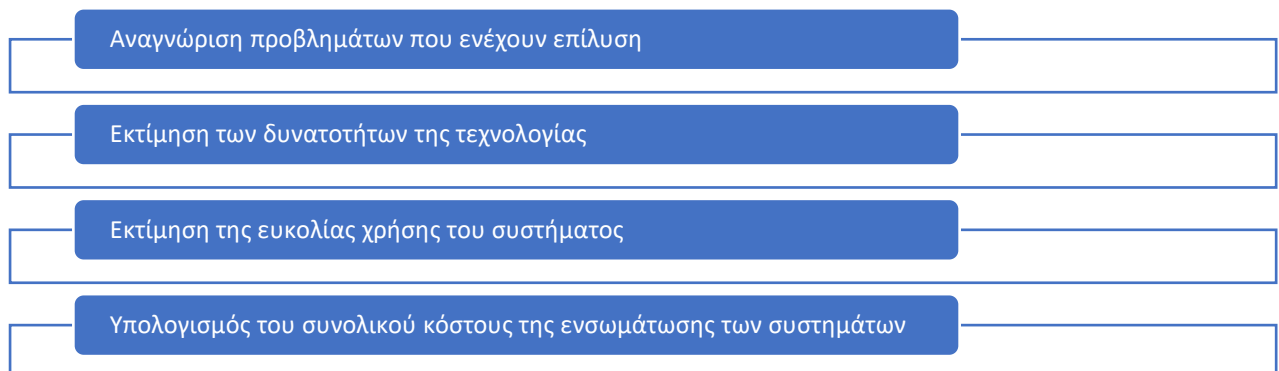 Αναγνώριση προβλημάτων που ενέχουν επίλυση
Εκτίμηση των δυνατοτήτων της τεχνολογίας
Εκτίμηση της ευκολίας χρήσης του συστήματος
Υπολογισμός του συνολικού κόστους της ενσωμάτωσης των συστημάτων